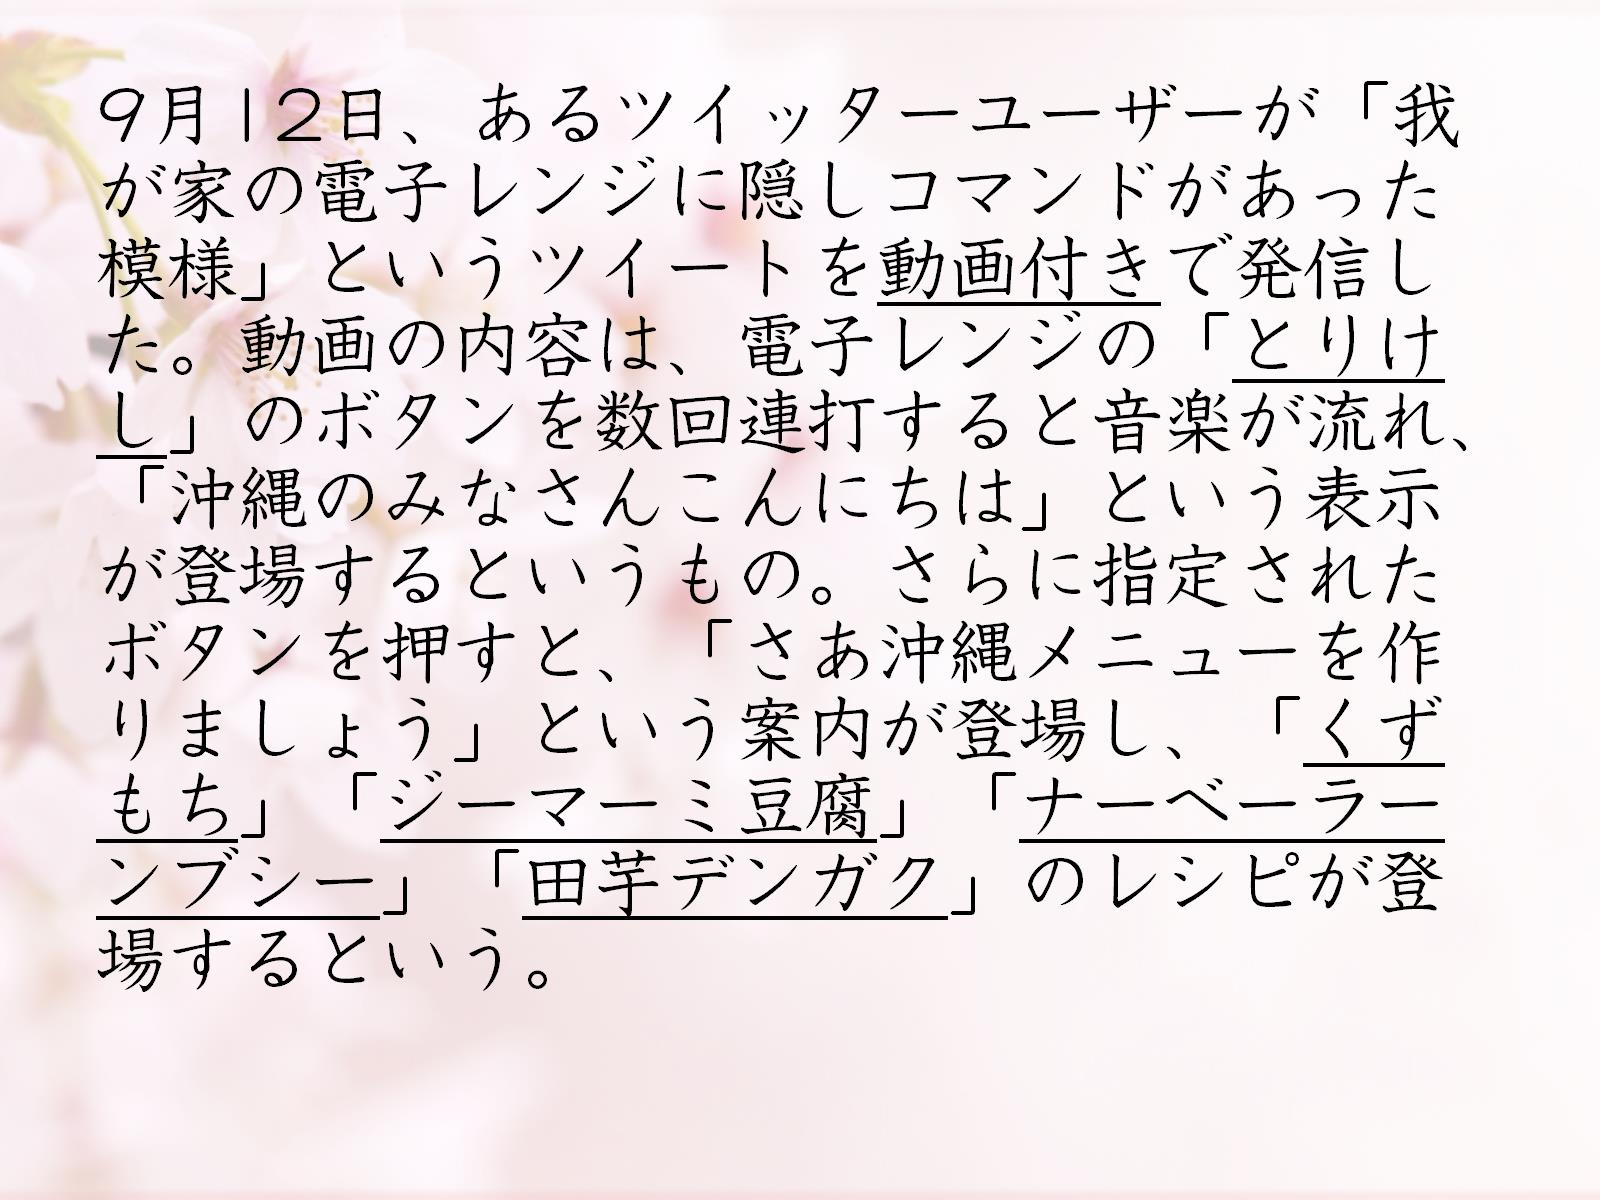 9月12日、あるツイッターユーザーが「我
が家の電子レンジに隠しコマンドがあった
模様」というツイートを動画付きで発信し
た。動画の内容は、電子レンジの「とりけ
し」のボタンを数回連打すると音楽が流れ、
「沖縄のみなさんこんにちは」という表示
が登場するというもの。さらに指定された
ボタンを押すと、「さあ沖縄メニューを作
りましょう」という案内が登場し、「くず
もち」「ジーマーミ豆腐」「ナーベーラー
ンブシー」「田芋デンガク」のレシピが登
場するという。